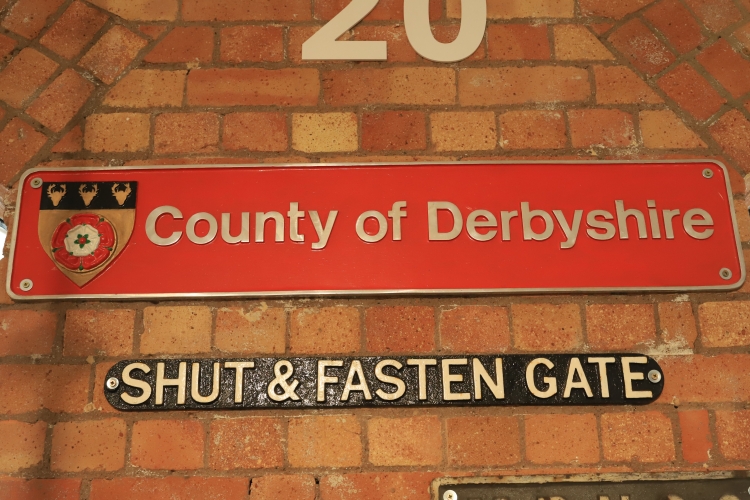 20
County of Derbyshire
SHUT & FASTEN GATE